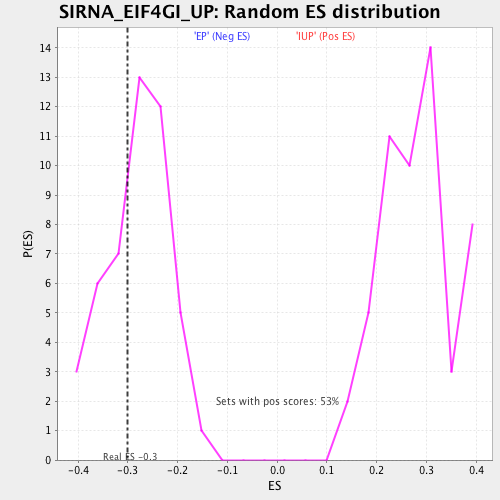 SIRNA_EIF4GI_UP: Random ES distribution
'EP' (Neg ES) 'IUP' (Pos ES)
14
13
12
11
10
9
8
7
6
5
4
3
2
1
0
P(ES)
Sets with pos scores: 53%
Real ES -0.3
-0.4 -0.3 -0.2 -0.1 0.0 0.1 0.2 0.3 0.4
ES